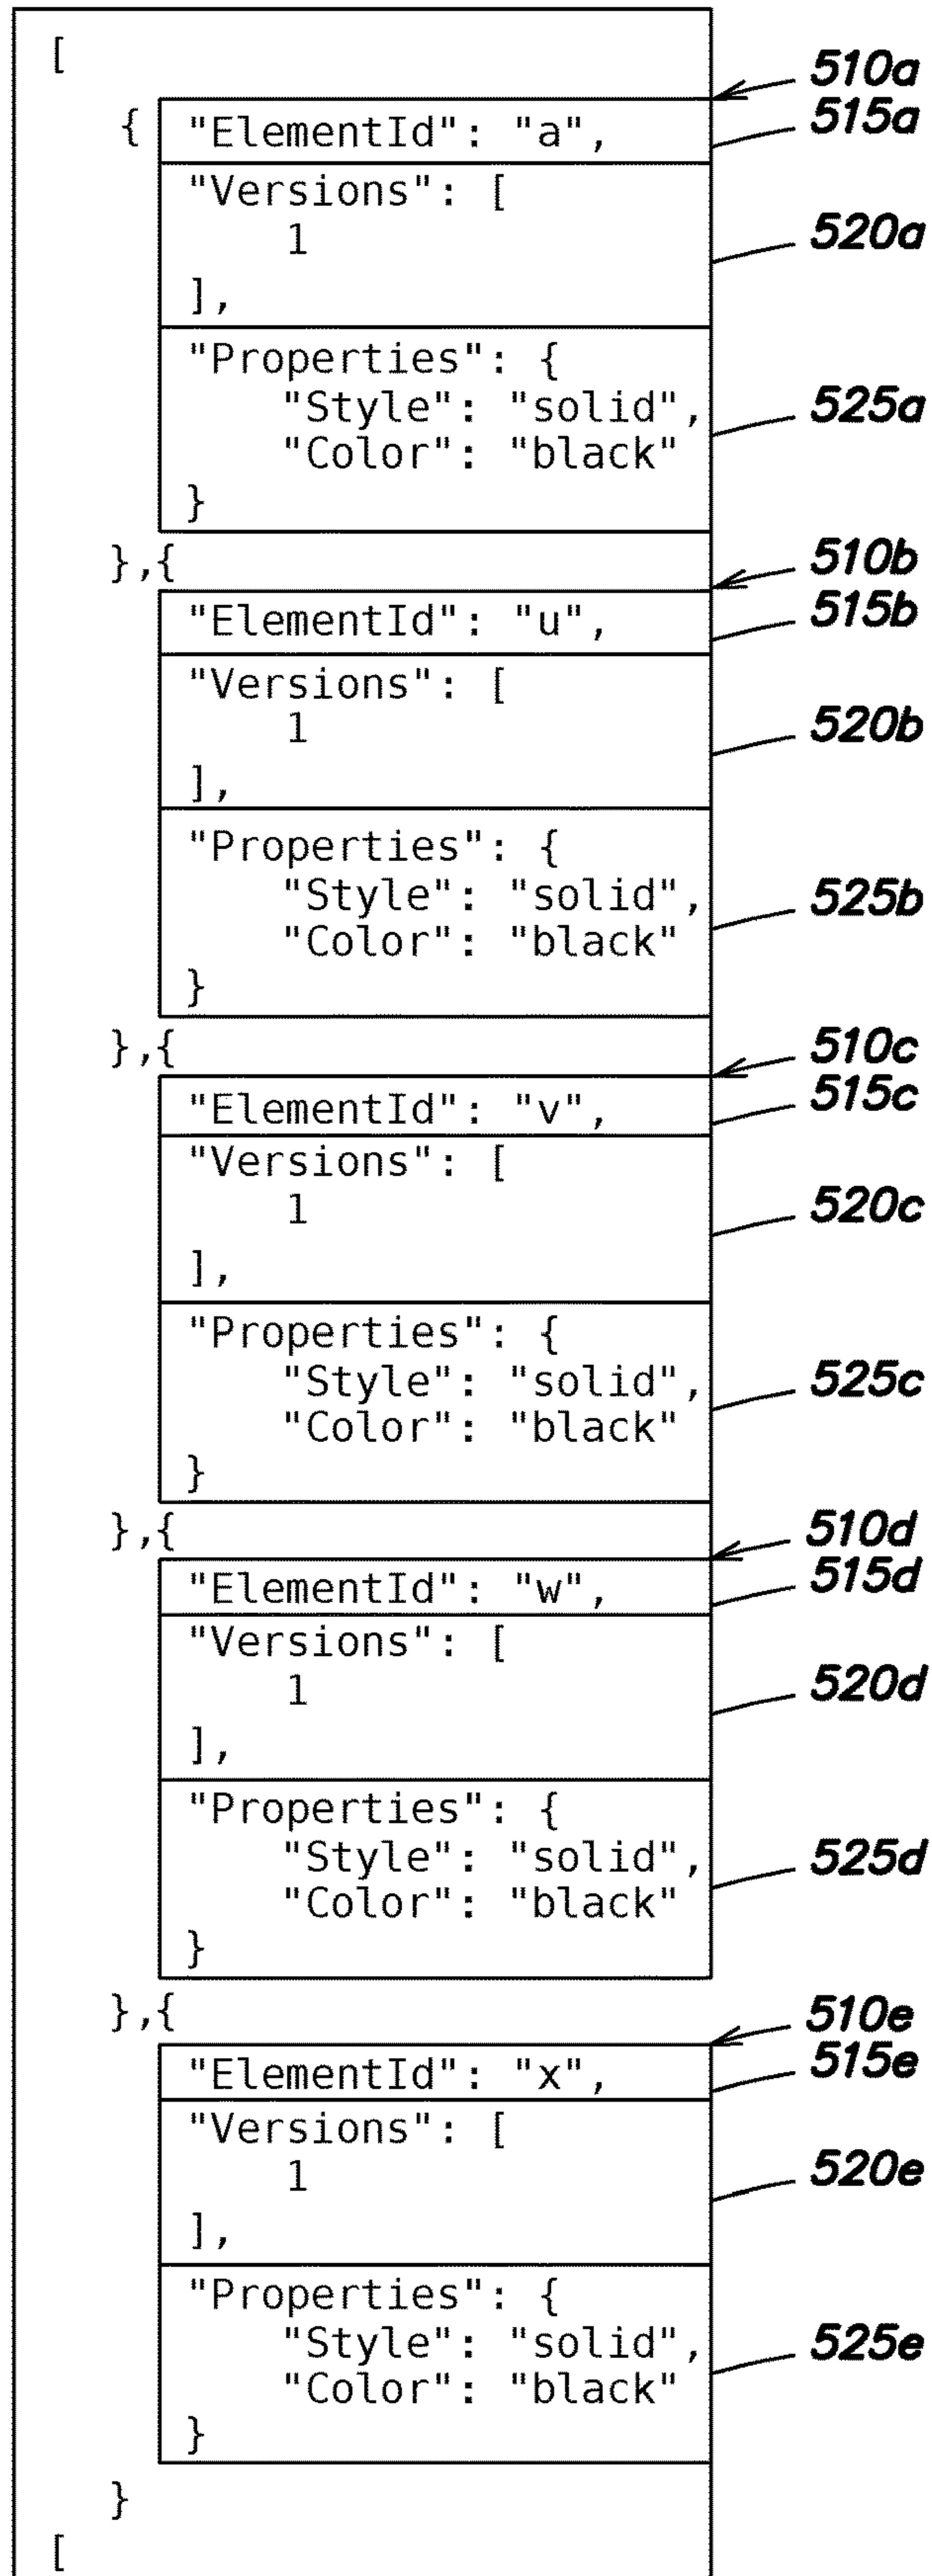 [
510a
{ "ElementId": "a",
515a
"Versions": [
1
520a
],
"Properties": {
"Style": "solid",
525a
"Color": "black"
}
},{
510b
"ElementId": "u",
515b
"Versions": [
1
520b
],
"Properties": {
"Style": "solid",
525b
"Color": "black"
}
},{
510c
"ElementId": "v",
515c
"Versions": [
1
520c
],
"Properties": {
"Style": "solid",
525c
"Color": "black"
}
},{
510d
"ElementId": "w",
515d
"Versions": [
1
520d
],
"Properties": {
"Style": "solid",
525d
"Color": "black"
}
},{
510e
"ElementId": "x",
515e
"Versions": [
1
520e
],
"Properties": {
"Style": "solid",
525e
"Color": "black"
}
}
[